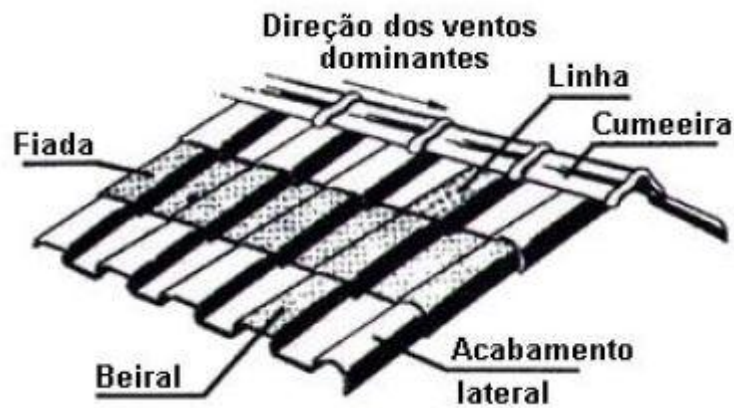 Direção dos ventos
dominantes
Linha
Cumeeira
Fiada
Beiral
Acabamento
lateral